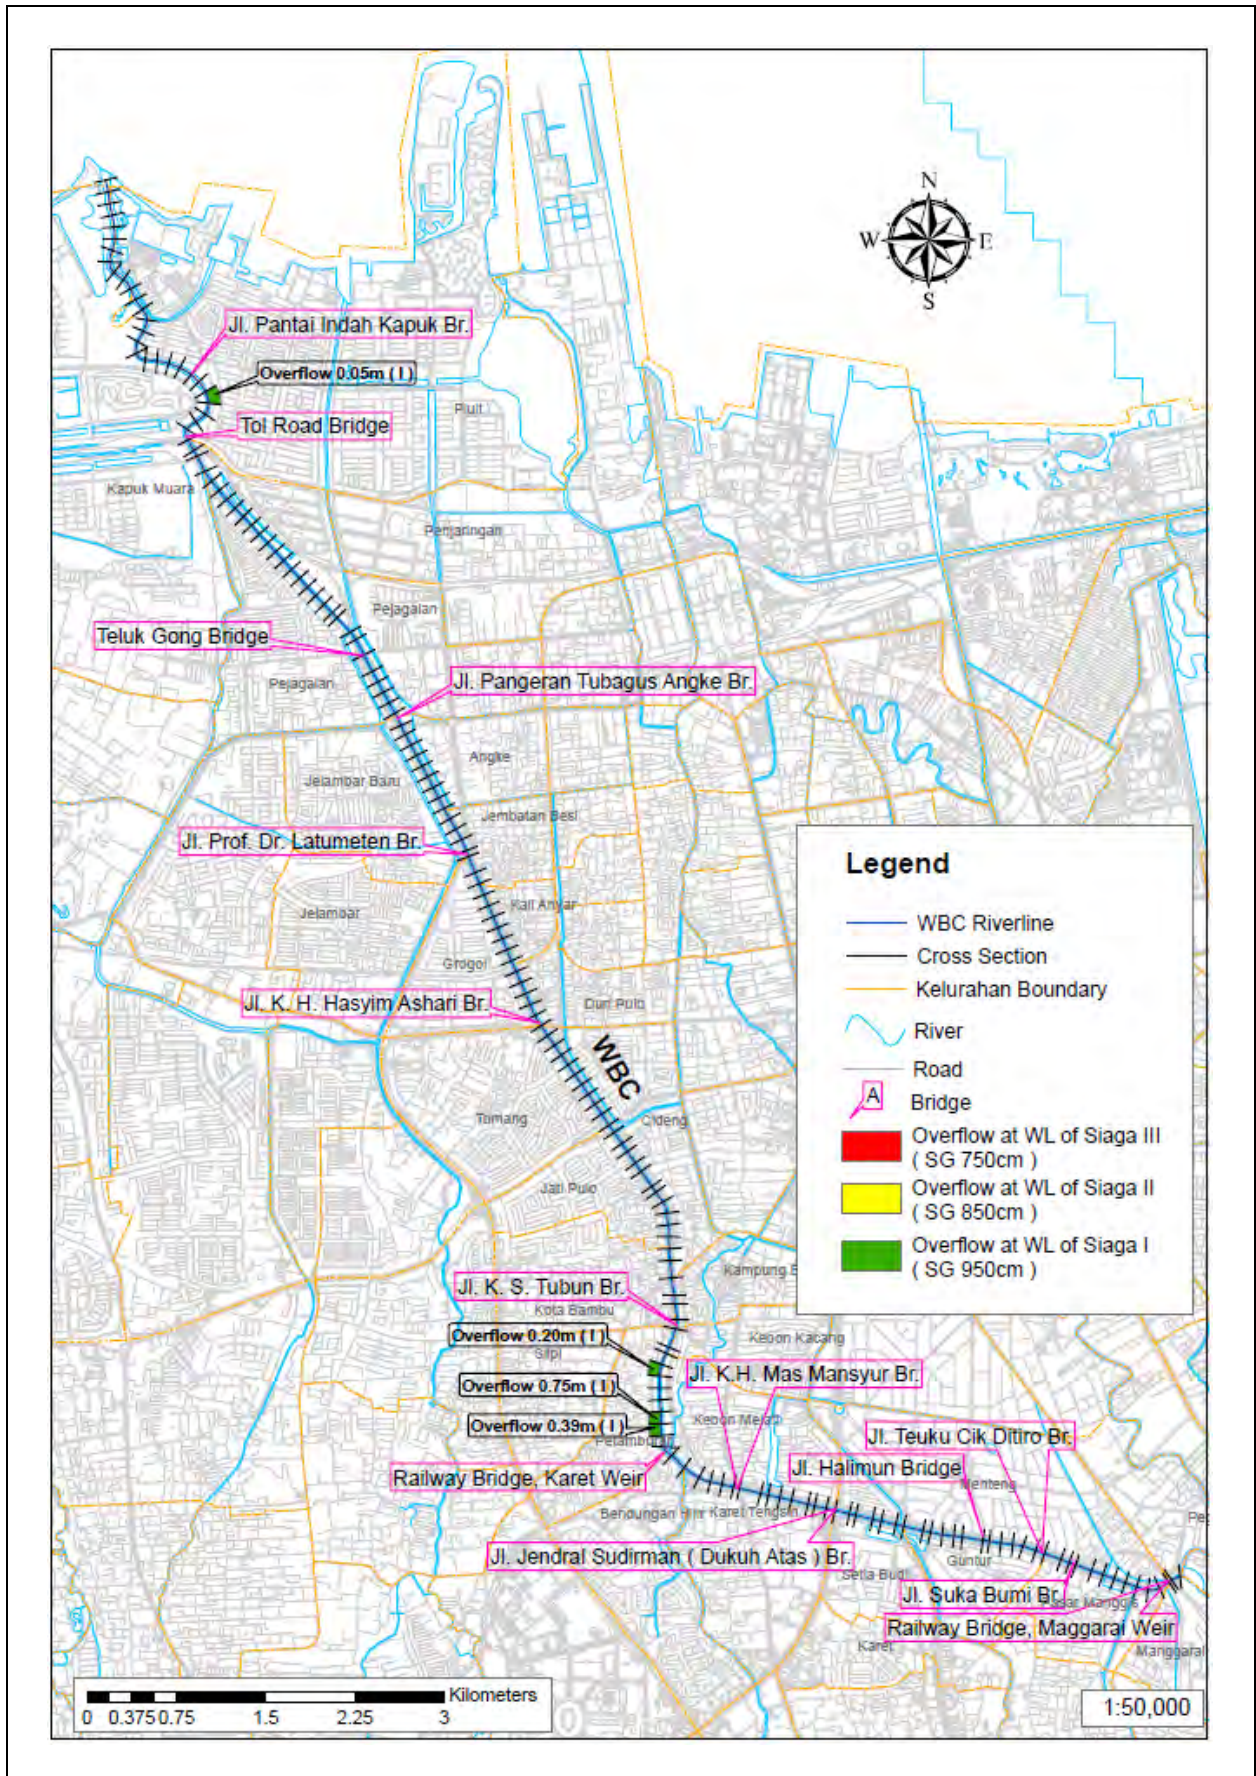 N
W
E
S
Jl. Pantai Indah Kapuk Br.
Overflow 0.05m ( I )
Pluit
Tol Road Bridge
Kapuk Muara
Penjaringan
Pejagalan
Teluk Gong Bridge
Pejagalan
Jl. Pangeran Tubagus Angke Br.
Angke
Jelambar Baru
Jembatan Besi
Jl. Prof. Dr. Latumeten Br.
Kali Anyar
Jelambar
Grogol
Jl. K. H. Hasyim Ashari Br.
Duri Pulo
WBC
Tomang
Cideng
Jati Pulo
Legend
WBC Riverline
Cross Section
Kelurahan Boundary
River
Road
A
Bridge
Overflow at WL of Siaga III
( SG 750cm )
Overflow at WL of Siaga II
( SG 850cm )
Overflow at WL of Siaga I
( SG 950cm )
Kampung
Jl. K. S. Tubun Br.
Kota Bambu
Overflow 0.20m ( I )
Kebon Kacang
Slipi
Jl. K.H. Mas Mansyur Br.
Overflow 0.75m ( I )
Kebon Melati
Overflow 0.39m ( I )
Jl. Teuku Cik Ditiro Br.
Railway Bridge, Karet Weir
Jl. Halimun Bridge
Menteng
Bendungan Hilir
Karet Tengsin
Jl. Jendral Sudirman ( Dukuh Atas ) Br.
Guntur
Setia Budi
Jl. Suka Bumi Br.
Pasar Manggis
Railway Bridge, Maggarai Weir
Karet
Manggarai
Kilometers
0 0.375 0.75 1.5 2.25 3
1:50,000